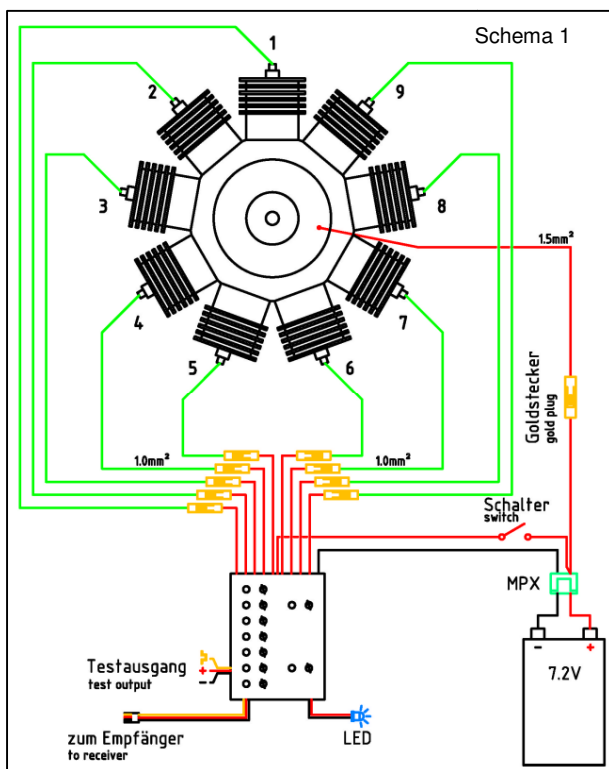 Schema 1
1
2
9
3
8
4
7
5
6
1.5mm²
Goldstecker
gold plug
1.0mm²
1.0mm²
Schalter
switch
MPX
- +
7.2V
Testausgang
test output
+
-
zum Empfänger
to receiver
LED